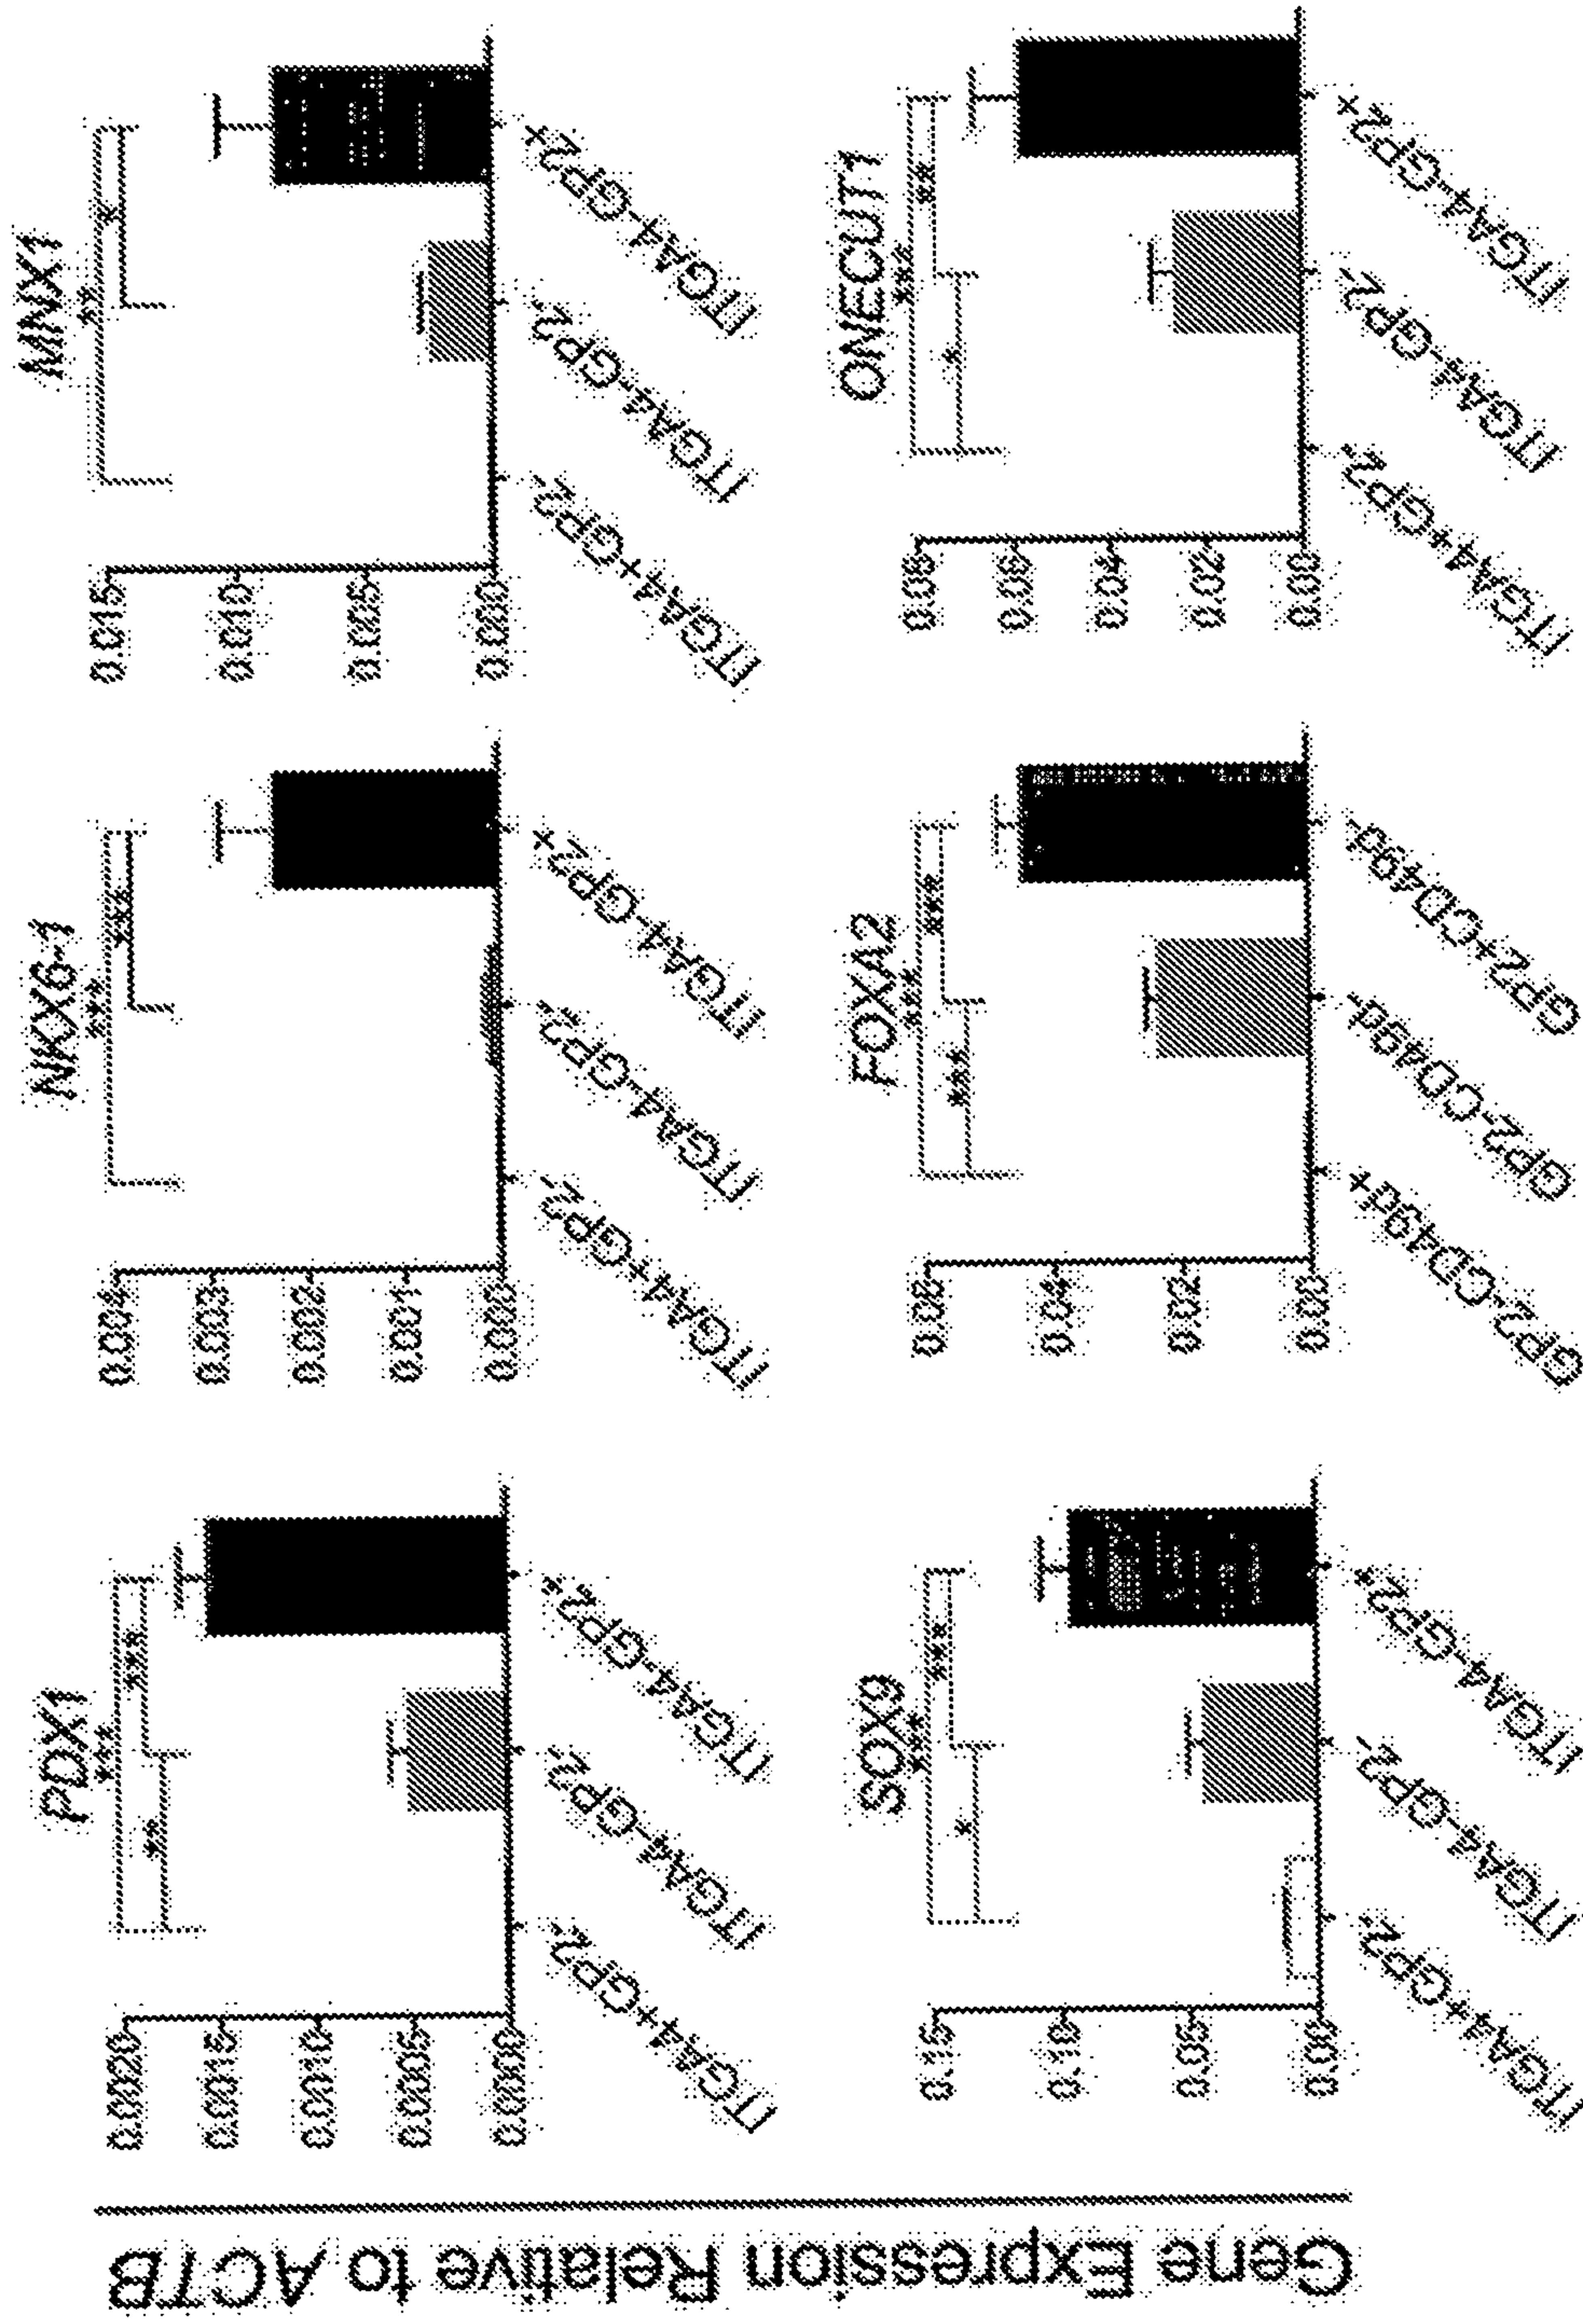 Gene Expression Relative to ACTB
PDX1
***
***
**
0.0020
0.0015
0.0010
0.0005
0.0000
ITGA4+GP2-
ITGA4-GP2-
ITGA4-GP2+
NKX6-1
***
***
0.004
0.003
0.002
0.001
0.000
ITGA4+GP2-
ITGA4-GP2-
ITGA4-GP2+
MNX1
**
*
0.015
0.010
0.005
0.000
ITGA4+GP2-
ITGA4-GP2-
ITGA4-GP2+
SOX9
***
***
*
0.15
0.10
0.05
0.00
ITGA4+GP2-
ITGA4-GP2-
ITGA4-GP2+
FOXA2
***
***
***
0.06
0.04
0.02
0.00
GP2-CD49d+
GP2-CD49d-
GP2+CD49d-
ONECUT1
***
**
*
0.08
0.06
0.04
0.02
0.00
ITGA4+GP2-
ITGA4-GP2-
ITGA4-GP2+